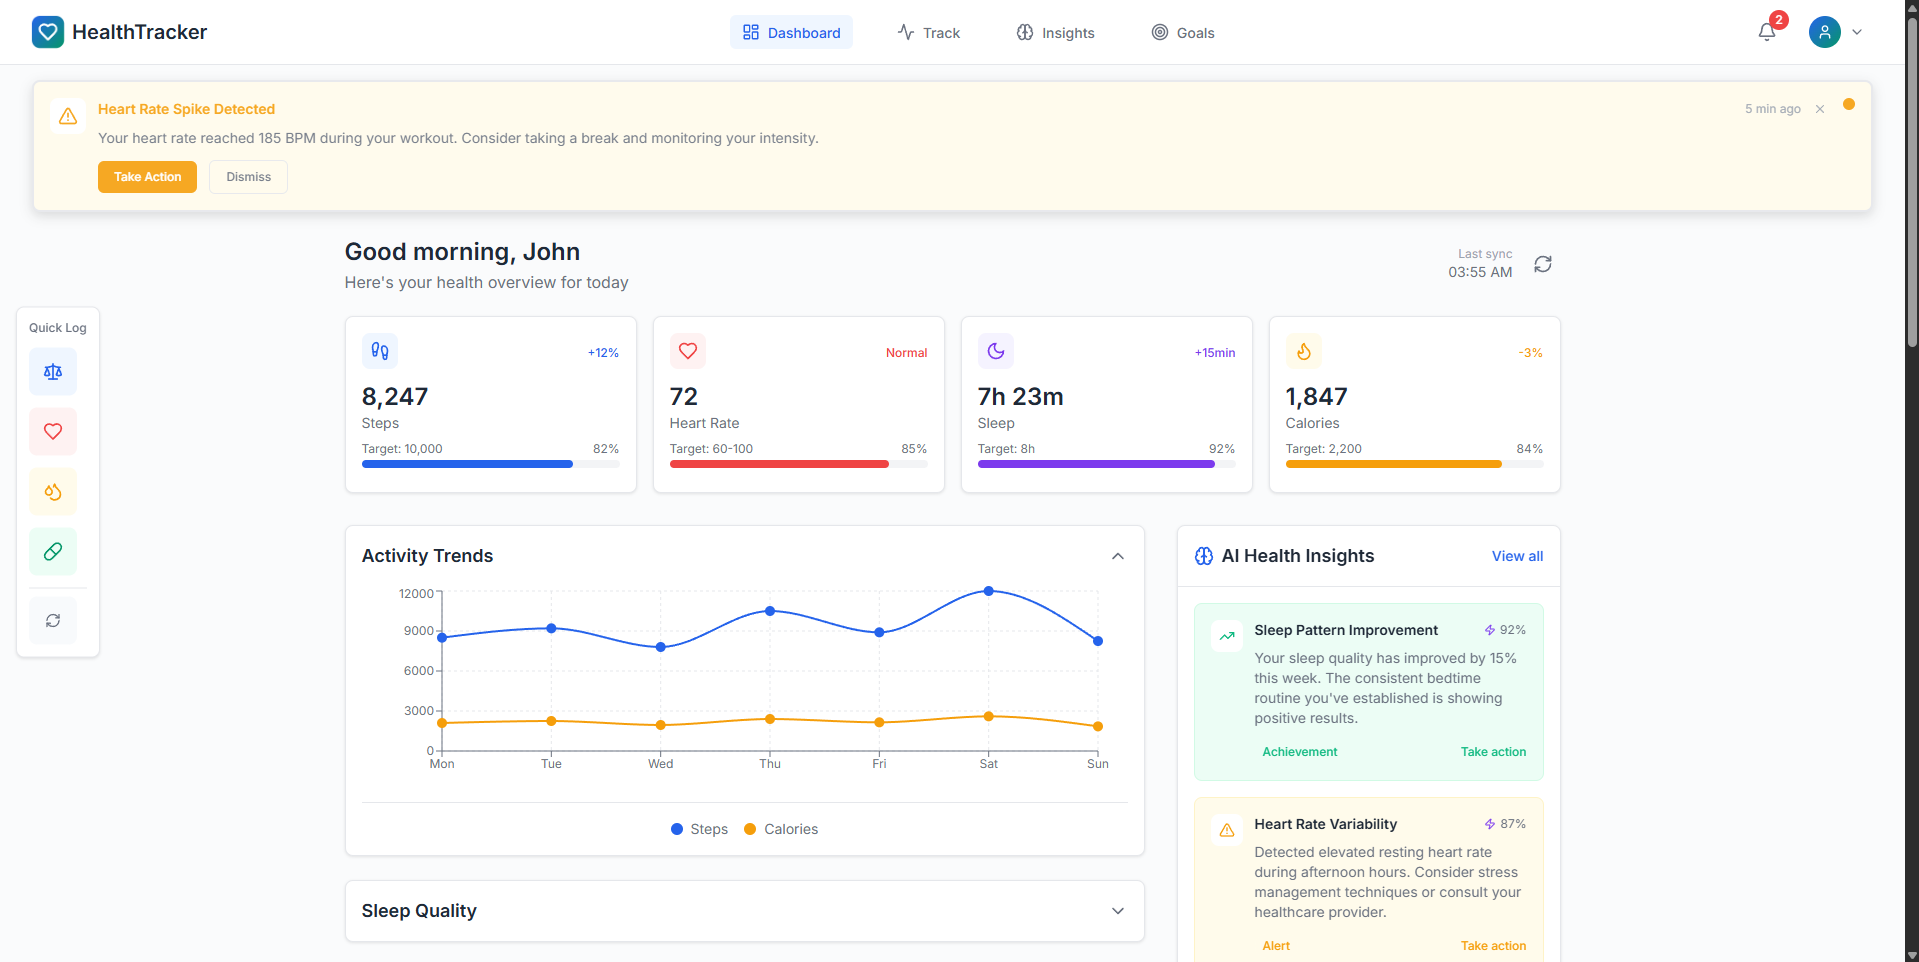 HealthTracker
Dashboard
Track
Insights
Goals
2
Heart Rate Spike Detected
5 min ago
Your heart rate reached 185 BPM during your workout. Consider taking a break and monitoring your intensity.
Take Action
Dismiss
Good morning, John
Here's your health overview for today
Last sync
03:55 AM
Quick Log
+12%
8,247
Steps
Target: 10,000
82%
Normal
72
Heart Rate
Target: 60-100
85%
+15min
7h 23m
Sleep
Target: 8h
92%
-3%
1,847
Calories
Target: 2,200
84%
Activity Trends
12000
9000
6000
3000
0
Mon Tue Wed Thu Fri Sat Sun
Steps
Calories
Sleep Quality
AI Health Insights
View all
Sleep Pattern Improvement
92%
Your sleep quality has improved by 15%
this week. The consistent bedtime
routine you've established is showing
positive results.
Achievement
Take action
Heart Rate Variability
87%
Detected elevated resting heart rate
during afternoon hours. Consider stress
management techniques or consult your
healthcare provider.
Alert
Take action